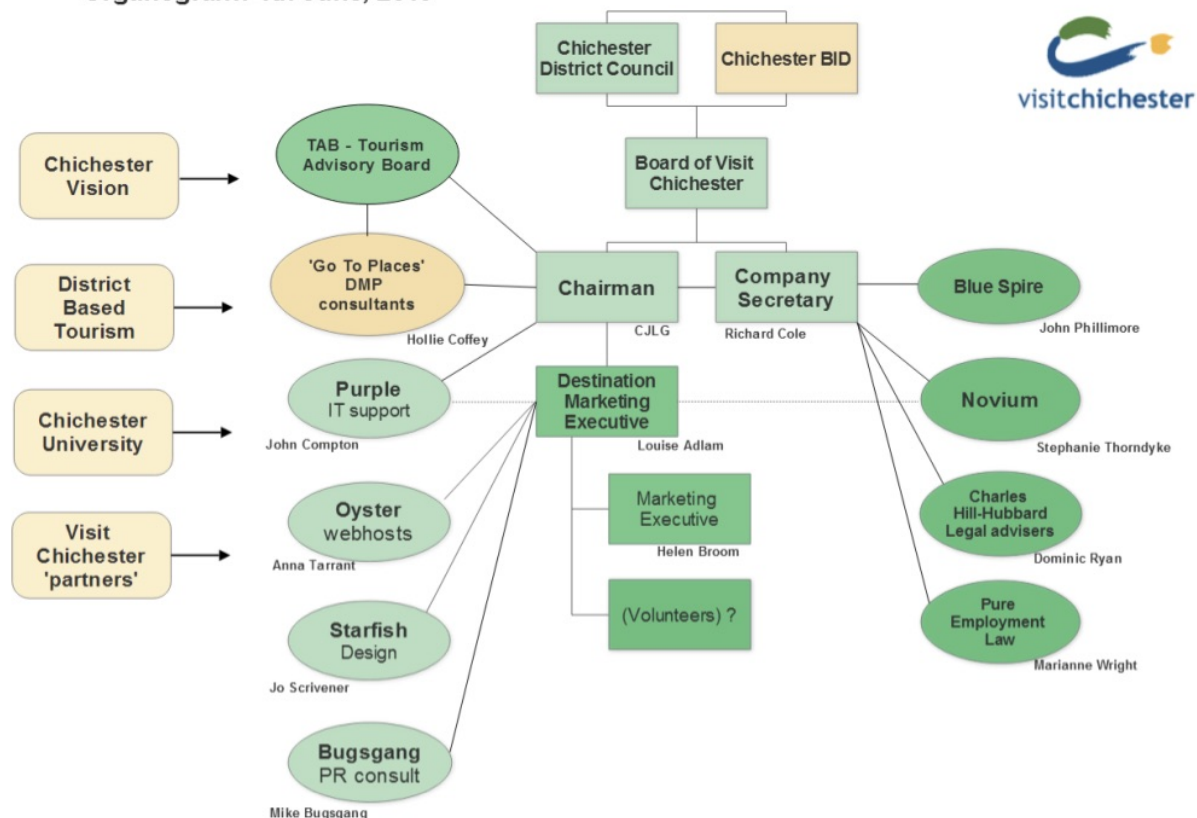 Chichester
District Council
Chichester BID
visitchichester
TAB - Tourism
Advisory Board
Board of Visit
Chichester
Chichester
Vision
'Go To Places'
DMP
consultants
Hollie Coffey
Chairman
CJLG
Company
Secretary
Richard Cole
Blue Spire
John Phillimore
District
Based
Tourism
Purple
IT support
John Compton
Destination
Marketing
Executive
Louise Adlam
Novium
Stephanie Thorndyke
Chichester
University
Oyster
webhosts
Anna Tarrant
Marketing
Executive
Helen Broom
Charles
Hill-Hubbard
Legal advisers
Dominic Ryan
Visit
Chichester
'partners'
Starfish
Design
Jo Scrivener
(Volunteers) ?
Pure
Employment
Law
Marianne Wright
Bugsgang
PR consult
Mike Bugsgang